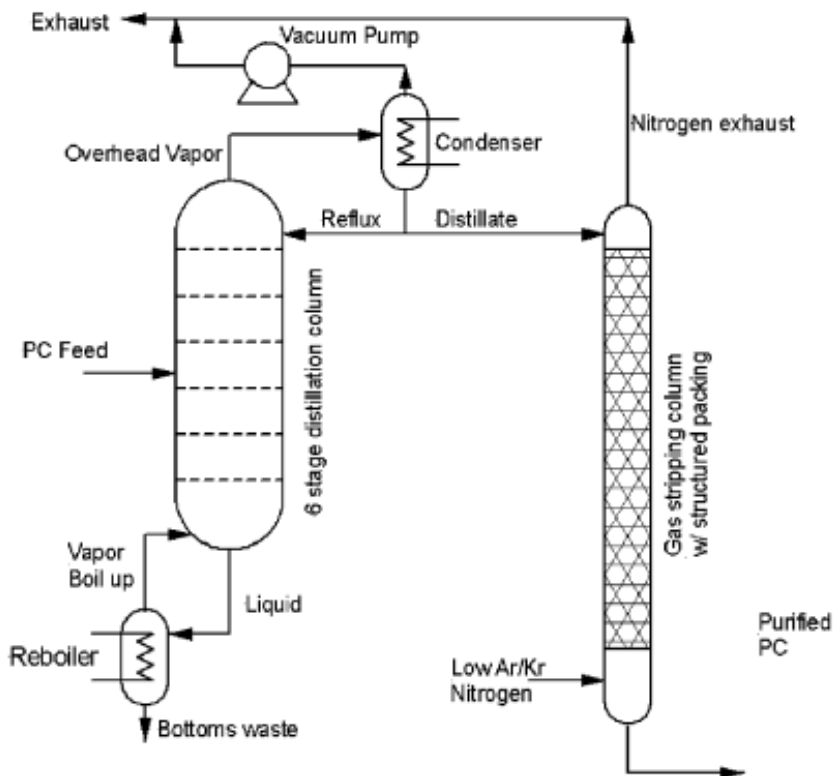 Exhaust
Vacuum Pump
Nitrogen exhaust
Condenser
Overhead Vapor
Reflux
Distillate
PC Feed
6 stage distillation column
Gas stripping column
w/ structured packing
Vapor
Boil up
Liquid
Reboiler
Low Ar/Kr
Nitrogen
Purified
PC
Bottoms waste